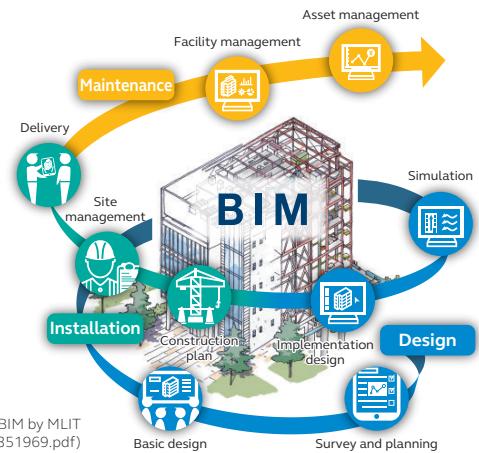 Asset management
Facility management
Maintenance
Delivery
Site
management
Simulation
BIM
Installation
Construction
plan
Implementation
design
Design
BIM by MLIT
351969.pdf)
Basic design
Survey and planning